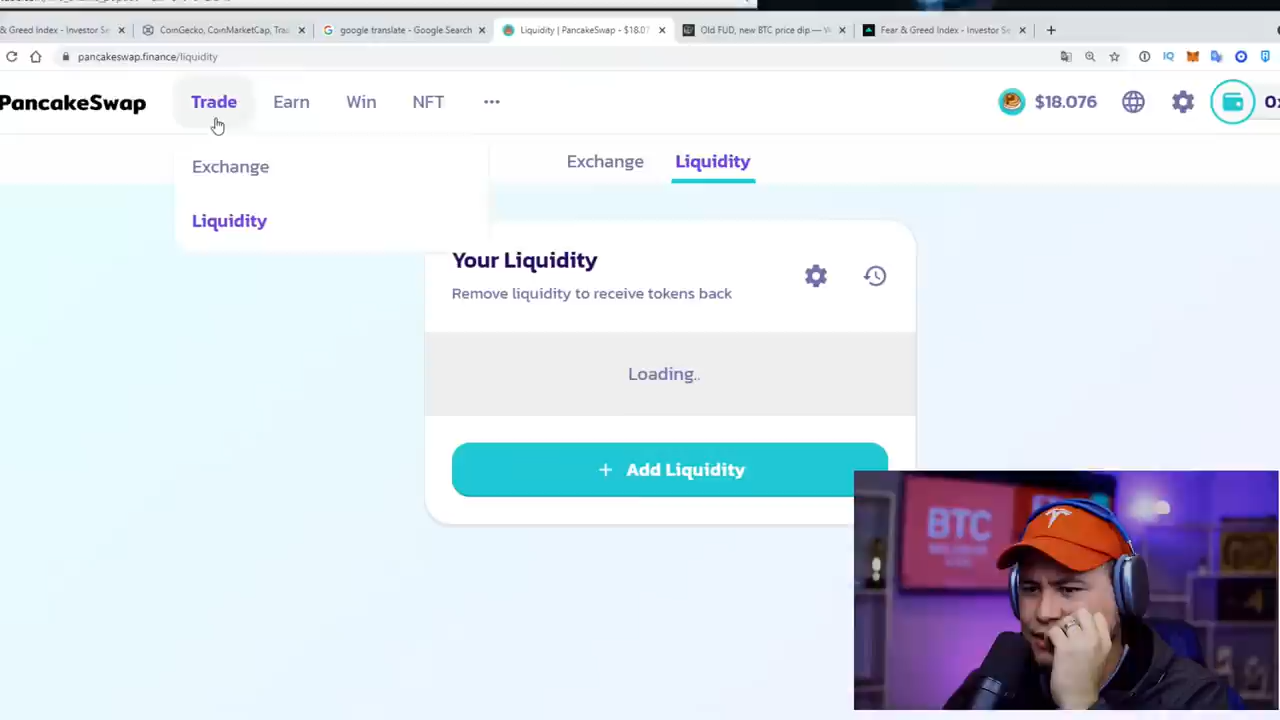 & Greed Index - Investor Se
CoinGecko, CoinMarketCap, Trac
google translate - Google Search
Liquidity | PancakeSwap - $18.07
Old FUD, new BTC price dip — W
Fear & Greed Index - Investor Se
pancakeswap.finance/liquidity
PancakeSwap
Trade
Earn
Win
NFT
$18.076
0x
Exchange
Liquidity
Exchange
Liquidity
Your Liquidity
Remove liquidity to receive tokens back
Loading..
+ Add Liquidity
BTC